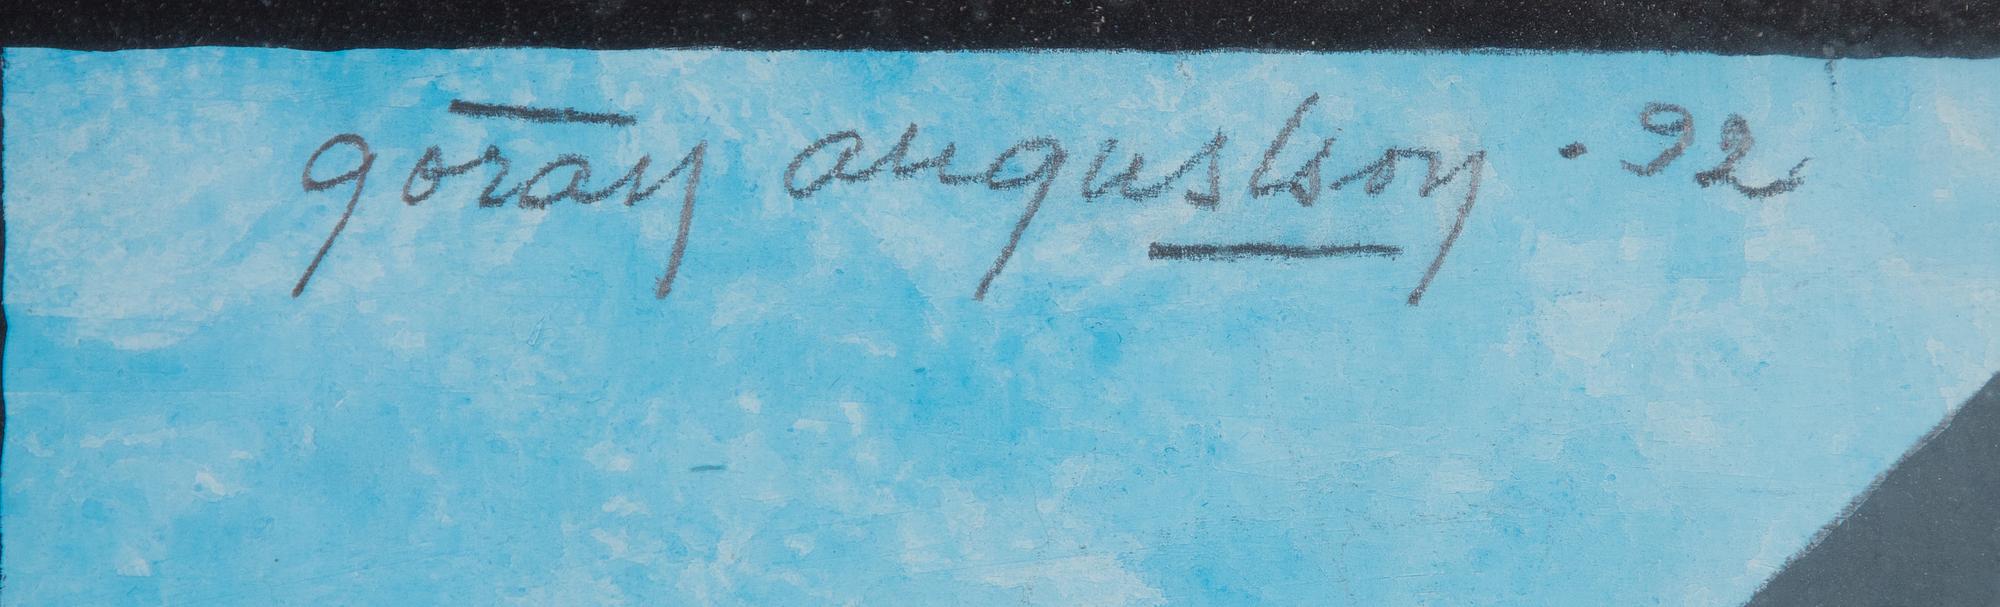 göran augustson · 92